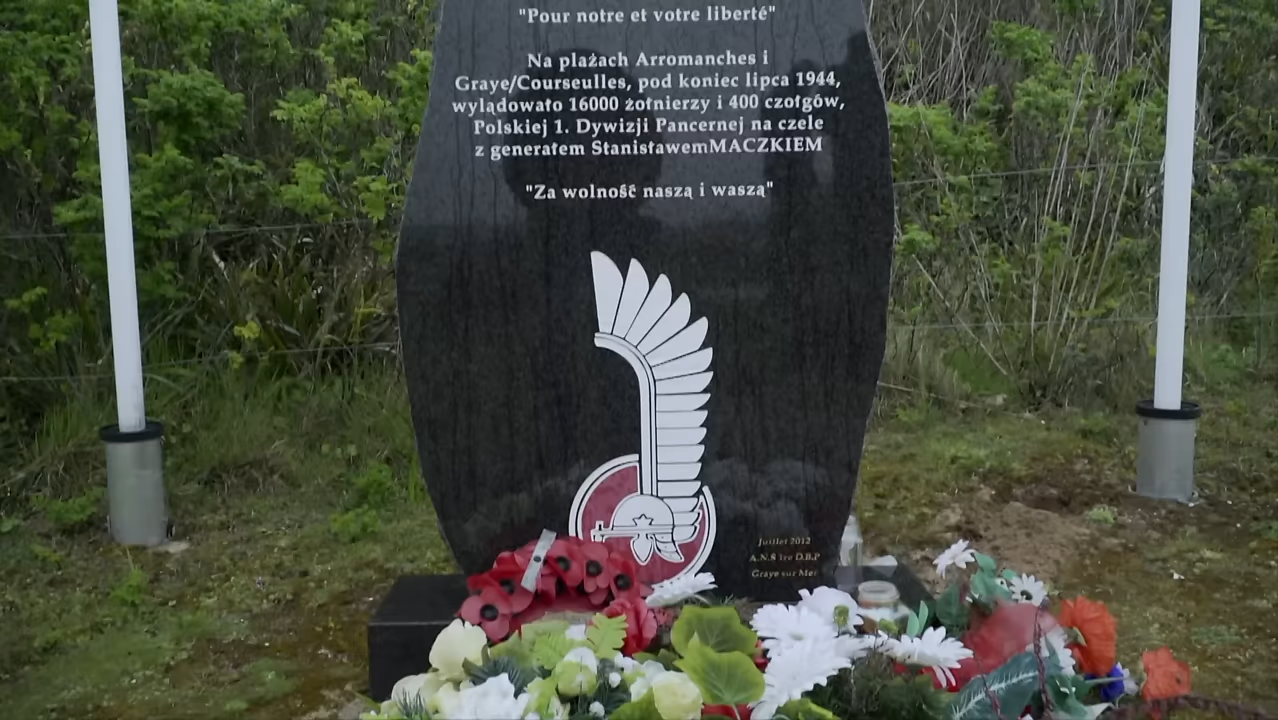 "Pour notre et votre liberté"
Na plażach Arromanches i
Graye/Courseulles, pod koniec lipca 1944,
wylądowało 16000 żołnierzy i 400 czołgów,
Polskiej 1. Dywizji Pancernej na czele
z generałem StanisławemMACZKIEM
"Za wolność naszą i waszą"
Juillet 2012
A.N.S 1re D.B.P
Graye sur Mer